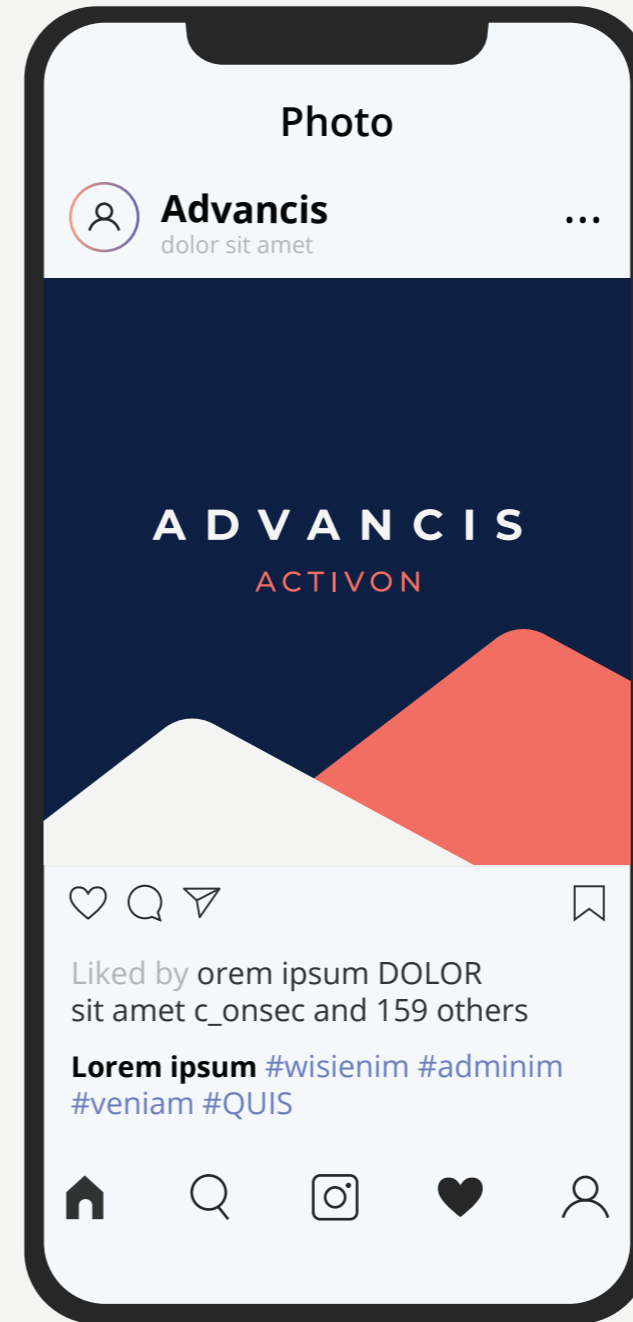 Photo
Advancis
dolor sit amet
ADVANCIS
ACTIVON
Liked by orem ipsum DOLOR
sit amet c_onsec and 159 others
Lorem ipsum #wisienim #adminim
#veniam #QUIS